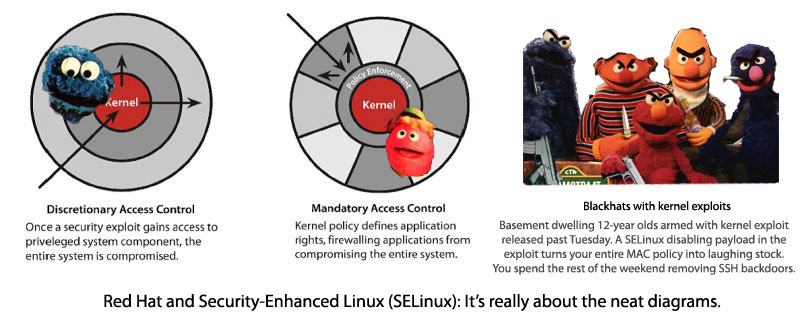 Kernel
Policy Enforcement
Kernel
Discretionary Access Control
Once a security exploit gains access to
priveleged system component, the
entire system is compromised.
Mandatory Access Control
Kernel policy defines application
rights, firewalling applications from
compromising the entire system.
Blackhats with kernel exploits
Basement dwelling 12-year olds armed with kernel exploit
released past Tuesday. A SELinux disabling payload in the
exploit turns your entire MAC policy into laughing stock.
You spend the rest of the weekend removing SSH backdoors.
Red Hat and Security-Enhanced Linux (SELinux): It's really about the neat diagrams.